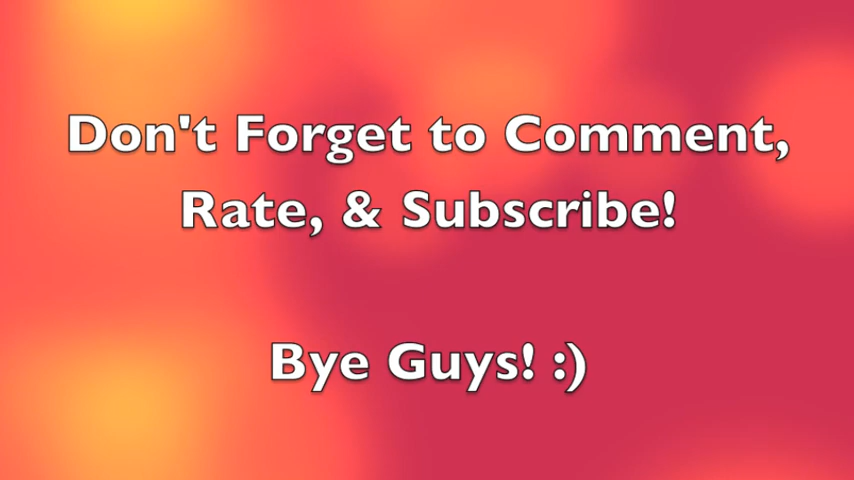 Don't Forget to Comment,
Rate, & Subscribe!
Bye Guys! :)